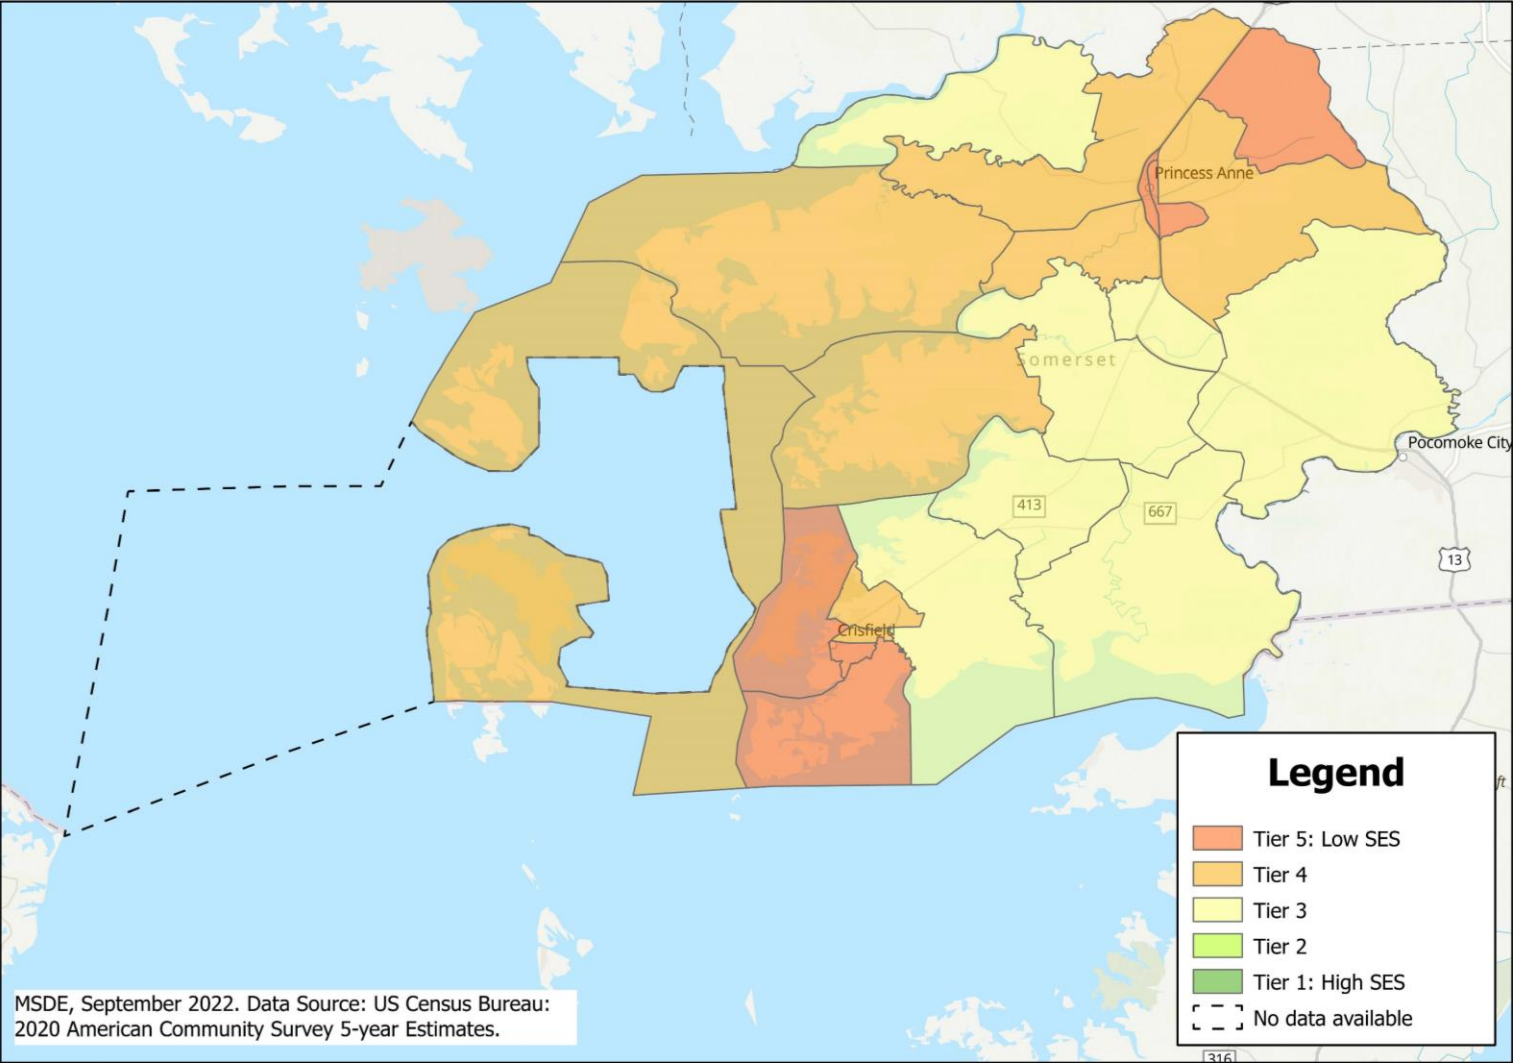 Princess Anne
Somerset
Pocomoke City
413
667
13
Crisfield
Legend
ft
Tier 5: Low SES
Tier 4
Tier 3
Tier 2
Tier 1: High SES
No data available
MSDE, September 2022. Data Source: US Census Bureau:
2020 American Community Survey 5-year Estimates.
316